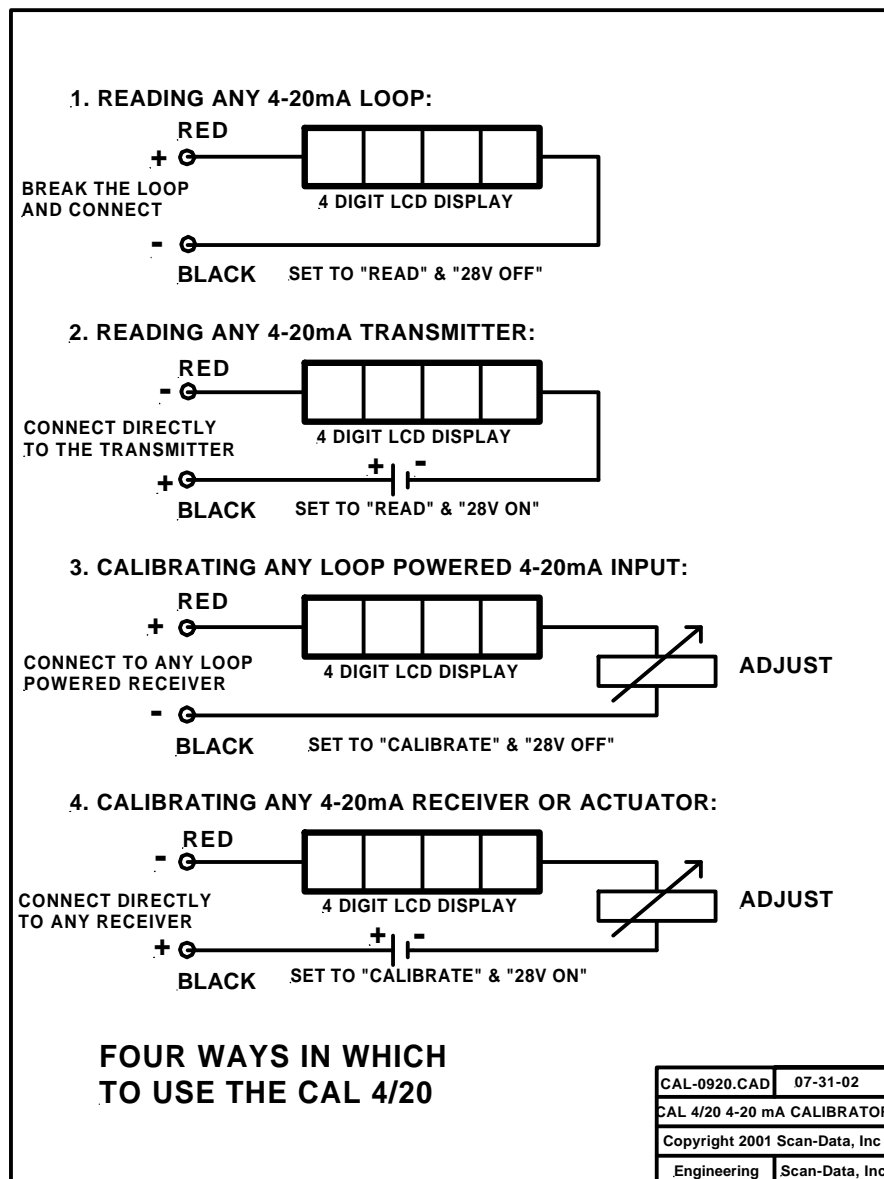 1. READING ANY 4-20mA LOOP:
RED
+
BREAK THE LOOP
AND CONNECT
4 DIGIT LCD DISPLAY
-
BLACK
SET TO "READ" & "28V OFF"
2. READING ANY 4-20mA TRANSMITTER:
RED
-
CONNECT DIRECTLY
TO THE TRANSMITTER
4 DIGIT LCD DISPLAY
+ -
+
BLACK
SET TO "READ" & "28V ON"
3. CALIBRATING ANY LOOP POWERED 4-20mA INPUT:
RED
+
CONNECT TO ANY LOOP
POWERED RECEIVER
4 DIGIT LCD DISPLAY
ADJUST
-
BLACK
SET TO "CALIBRATE" & "28V OFF"
4. CALIBRATING ANY 4-20mA RECEIVER OR ACTUATOR:
RED
-
CONNECT DIRECTLY
TO ANY RECEIVER
4 DIGIT LCD DISPLAY
ADJUST
+ -
+
BLACK
SET TO "CALIBRATE" & "28V ON"
FOUR WAYS IN WHICH
TO USE THE CAL 4/20
CAL-0920.CAD 07-31-02
CAL 4/20 4-20 mA CALIBRATOR
Copyright 2001 Scan-Data, Inc
Engineering Scan-Data, Inc